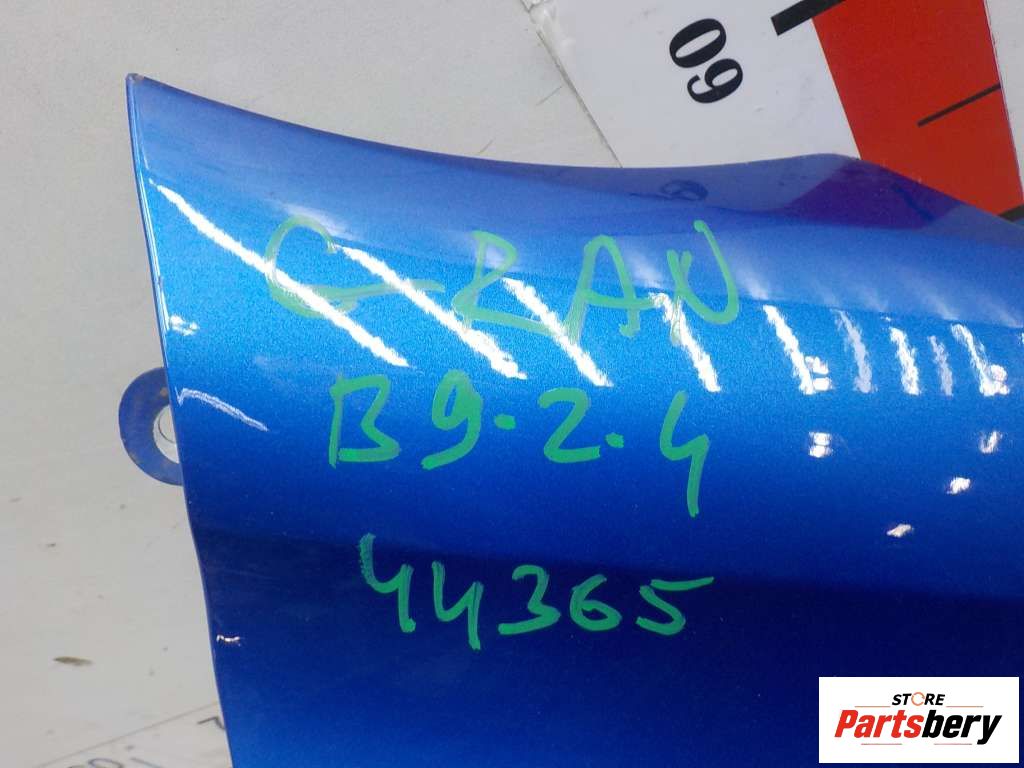 60
C-RAN
B9-2-4
44365
STORE
Partsbery